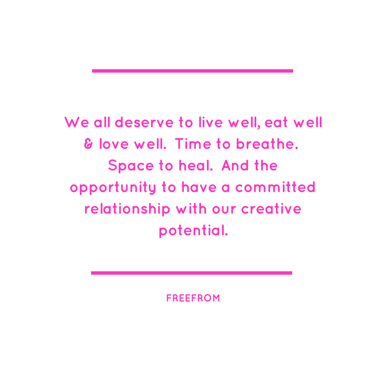 We all deserve to live well, eat well
& love well. Time to breathe.
Space to heal. And the
opportunity to have a committed
relationship with our creative
potential.
FREEFROM